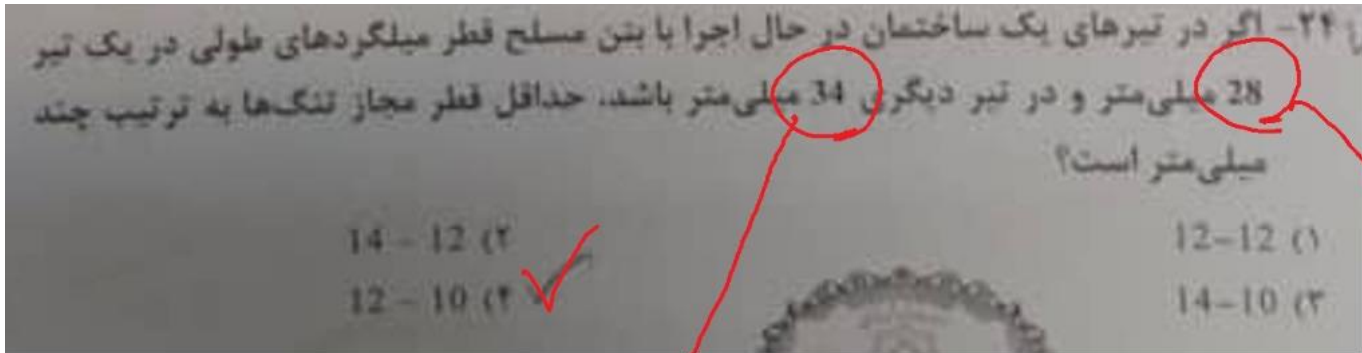 ۲۴- اگر در تیرهای یک ساختمان در حال اجرا با بتن مسلح قطر میلگردهای طولی در یک تیر
28 میلی‌متر و در تیر دیگری 34 میلی‌متر باشد، حداقل قطر مجاز تنگ‌ها به ترتیب چند
میلی‌متر است؟
۱) 12-12
۲) 12 - 14
۳) 10-14
۴) 10 - 12